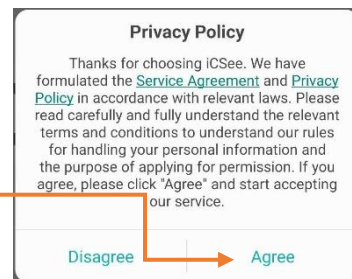 Privacy Policy
Thanks for choosing iCSee. We have
formulated the Service Agreement and Privacy
Policy in accordance with relevant laws. Please
read carefully and fully understand the relevant
terms and conditions to understand our rules
for handling your personal information and
the purpose of applying for permission. If you
agree, please click "Agree" and start accepting
our service.
Disagree
Agree